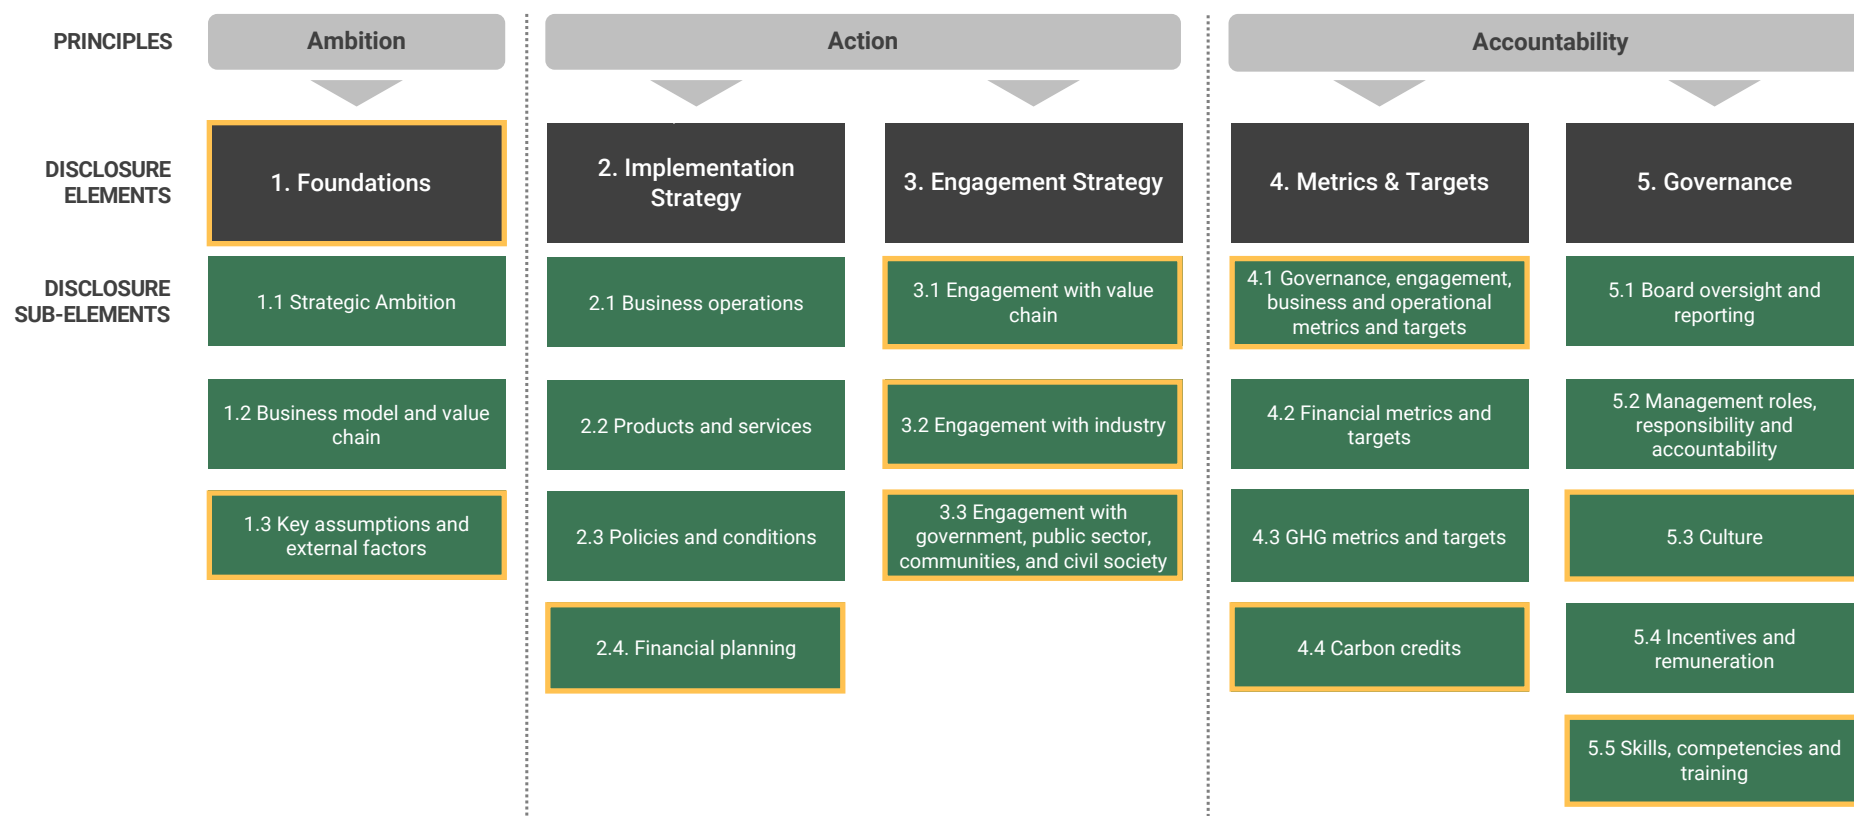 PRINCIPLES
Ambition
Action
Accountability
DISCLOSURE
ELEMENTS
1. Foundations
2. Implementation
Strategy
3. Engagement Strategy
4. Metrics & Targets
5. Governance
DISCLOSURE
SUB-ELEMENTS
1.1 Strategic Ambition
2.1 Business operations
3.1 Engagement with value
chain
4.1 Governance, engagement,
business and operational
metrics and targets
5.1 Board oversight and
reporting
1.2 Business model and value
chain
2.2 Products and services
3.2 Engagement with industry
4.2 Financial metrics and
targets
5.2 Management roles,
responsibility and
accountability
1.3 Key assumptions and
external factors
2.3 Policies and conditions
3.3 Engagement with
government, public sector,
communities, and civil society
4.3 GHG metrics and targets
5.3 Culture
2.4. Financial planning
4.4 Carbon credits
5.4 Incentives and
remuneration
5.5 Skills, competencies and
training